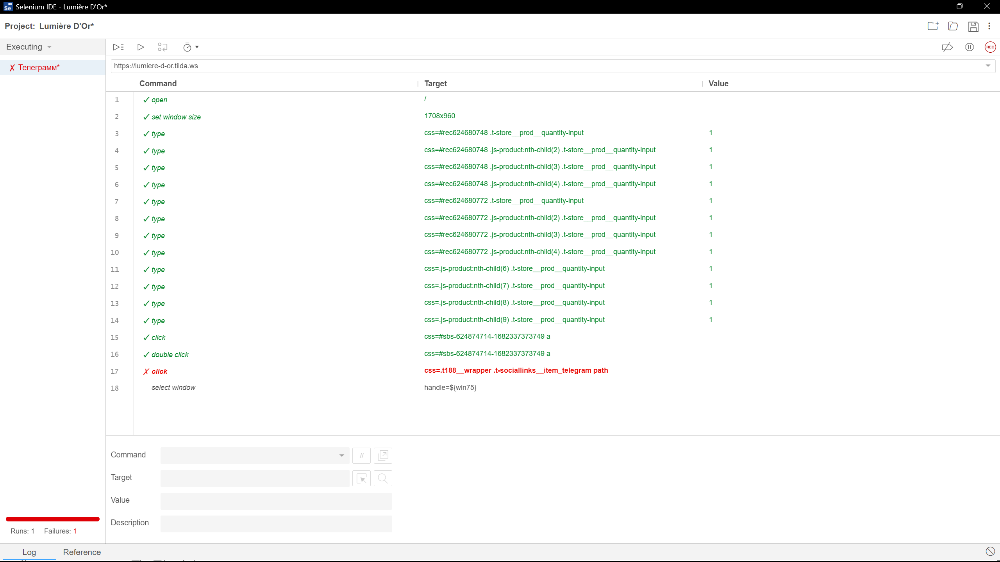 Selenium IDE - Lumière D'Or*
Project: Lumière D'Or*
Executing
REC
✗ Телеграмм*
https://lumiere-d-or.tilda.ws
Command Target Value
1 ✓ open /
2 ✓ set window size 1708x960
3 ✓ type css=#rec624680748 .t-store__prod__quantity-input 1
4 ✓ type css=#rec624680748 .js-product:nth-child(2) .t-store__prod__quantity-input 1
5 ✓ type css=#rec624680748 .js-product:nth-child(3) .t-store__prod__quantity-input 1
6 ✓ type css=#rec624680748 .js-product:nth-child(4) .t-store__prod__quantity-input 1
7 ✓ type css=#rec624680772 .t-store__prod__quantity-input 1
8 ✓ type css=#rec624680772 .js-product:nth-child(2) .t-store__prod__quantity-input 1
9 ✓ type css=#rec624680772 .js-product:nth-child(3) .t-store__prod__quantity-input 1
10 ✓ type css=#rec624680772 .js-product:nth-child(4) .t-store__prod__quantity-input 1
11 ✓ type css=.js-product:nth-child(6) .t-store__prod__quantity-input 1
12 ✓ type css=.js-product:nth-child(7) .t-store__prod__quantity-input 1
13 ✓ type css=.js-product:nth-child(8) .t-store__prod__quantity-input 1
14 ✓ type css=.js-product:nth-child(9) .t-store__prod__quantity-input 1
15 ✓ click css=#sbs-624874714-1682337373749 a
16 ✓ double click css=#sbs-624874714-1682337373749 a
17 ✗ click css=.t188__wrapper .t-sociallinks__item_telegram path
18 select window handle=${win75}
Command //
Target
Value
Description
Runs: 1 Failures: 1
Log Reference